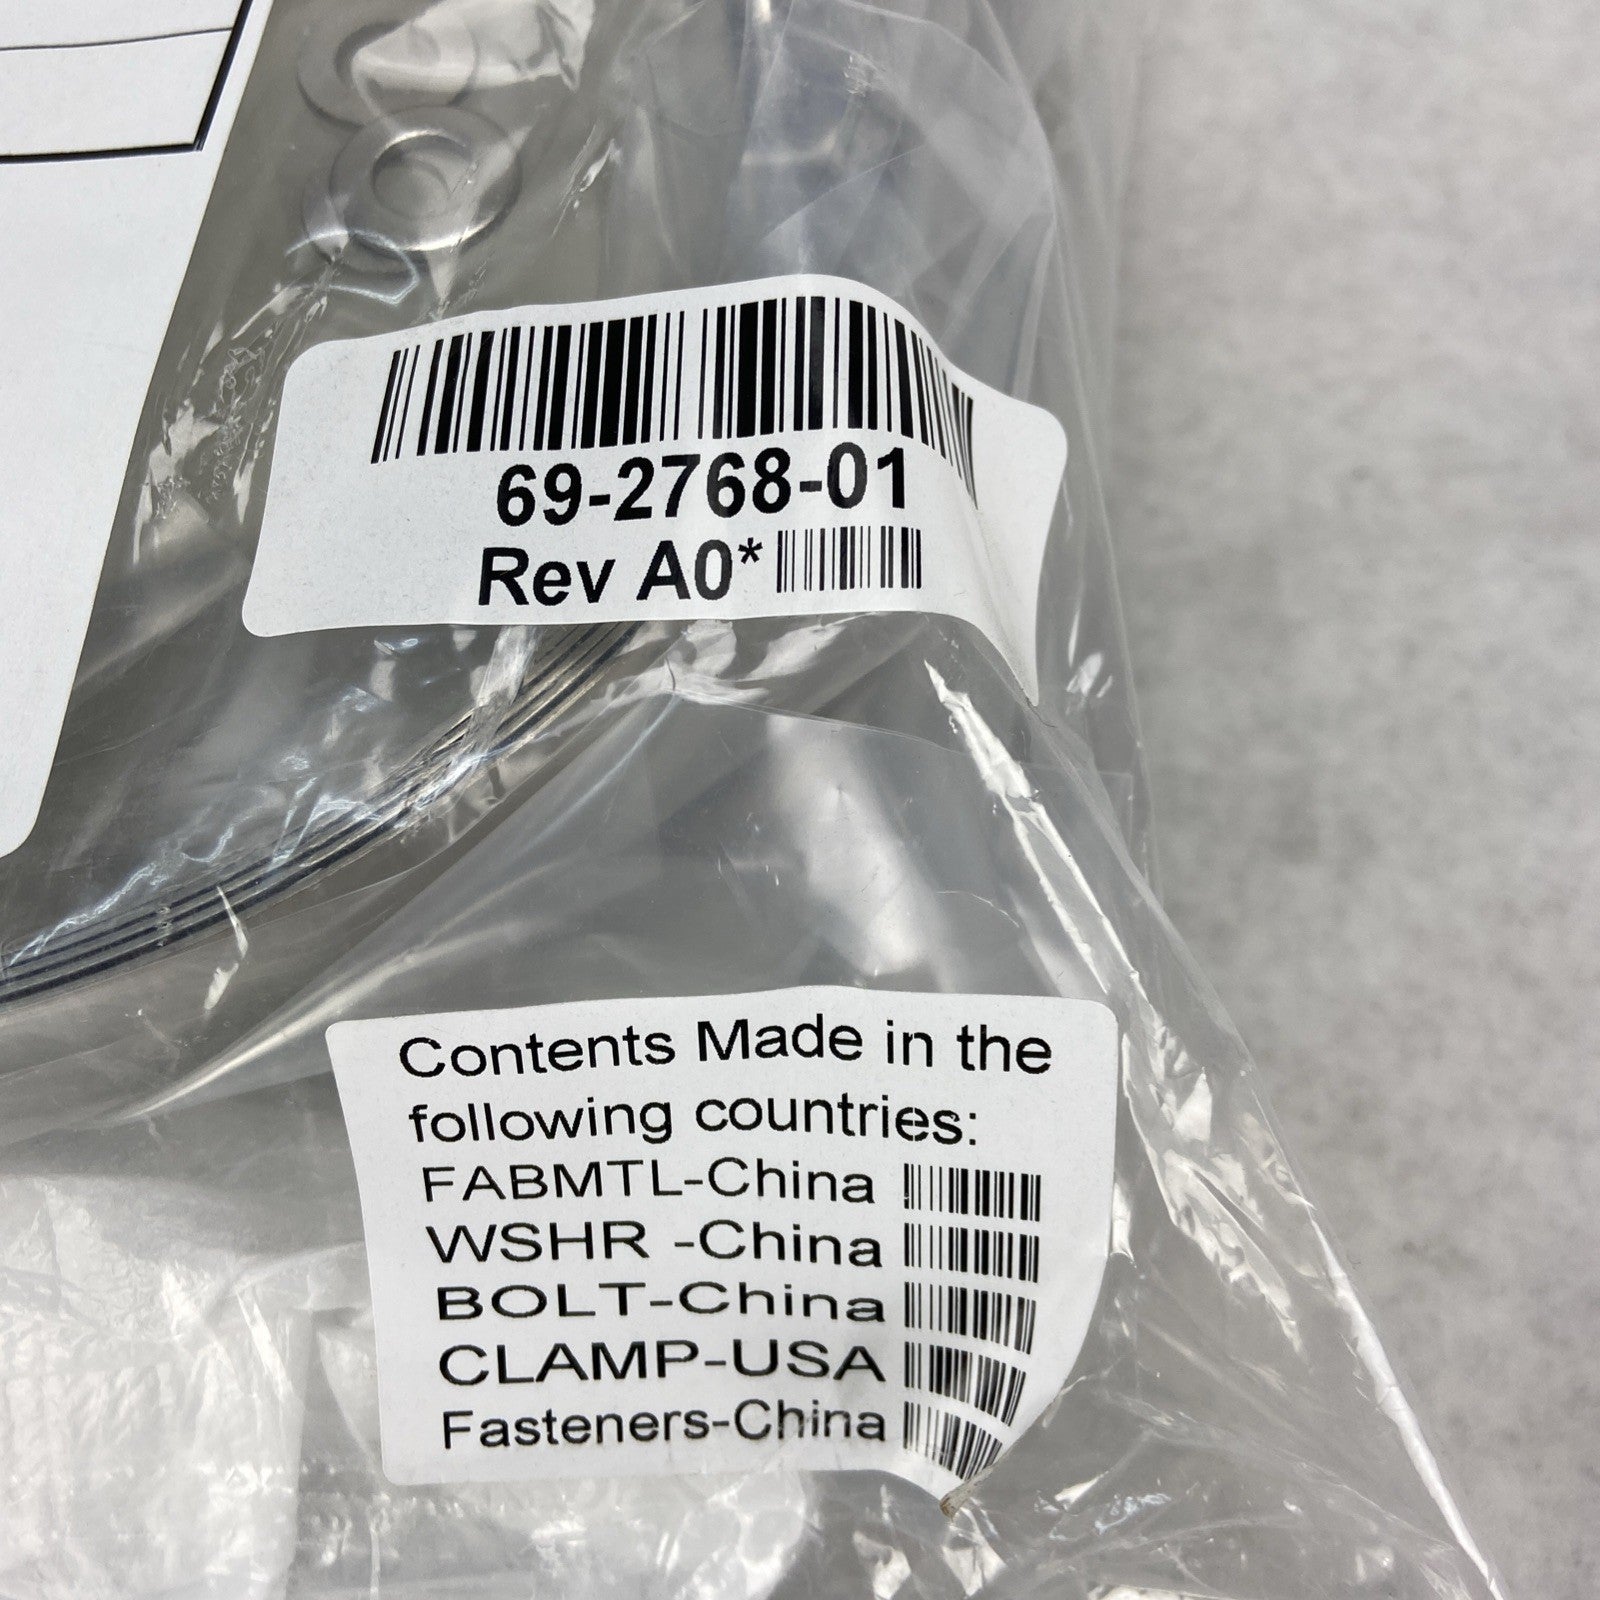 69-2768-01
Rev A0*
Contents Made in the
following countries:
FABMTL-China
WSHR -China
BOLT-China
CLAMP-USA
Fasteners-China